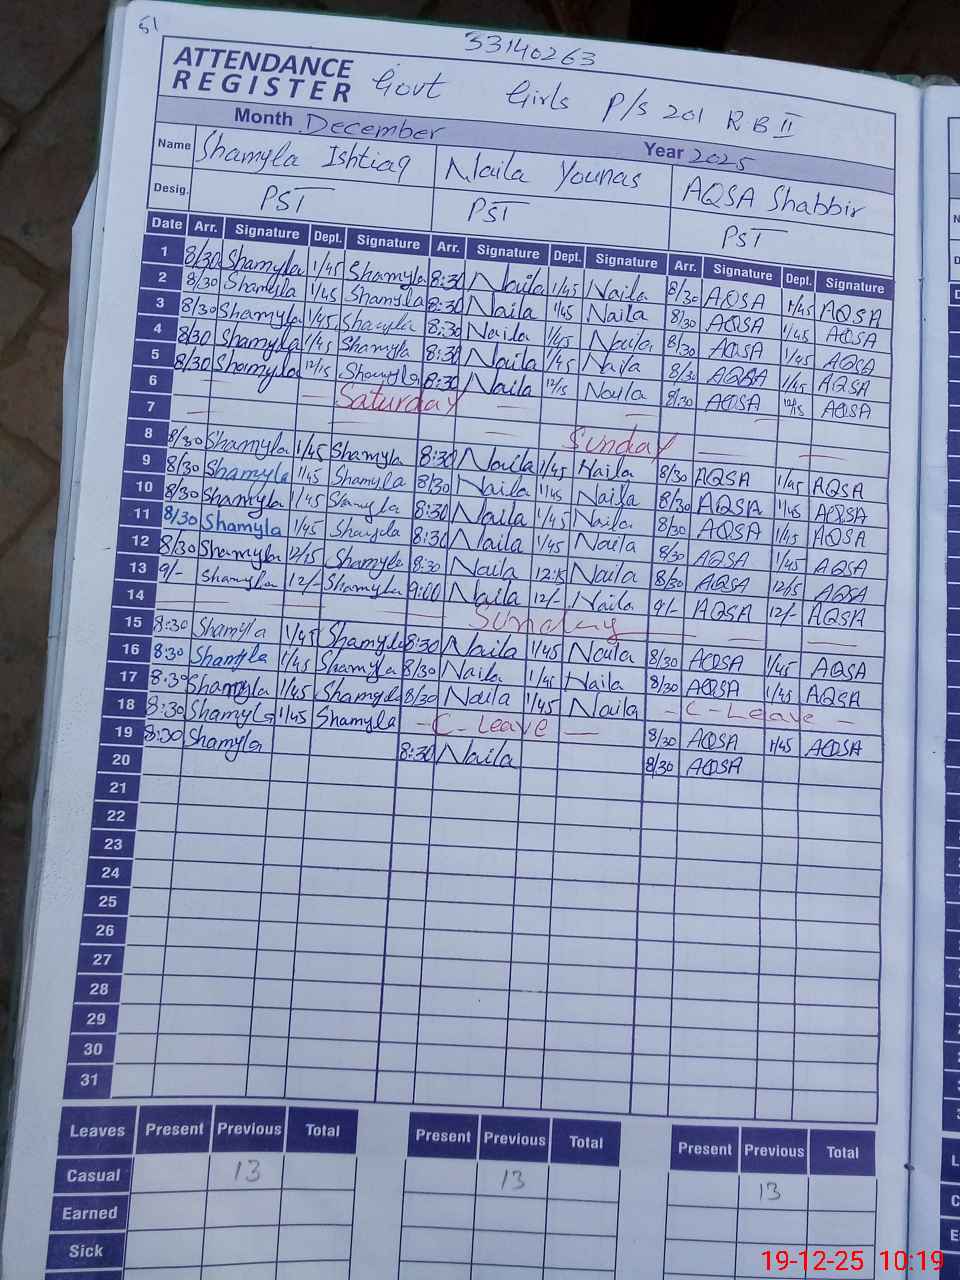 51
33140263
ATTENDANCE REGISTER Govt Girls P/S 201 R.B II
Month December Year 2025
Name Shamyla Ishtiaq Naila Younas AQSA Shabbir
Desig. PST PST PST
Date Arr. Signature Dept. Signature Arr. Signature Dept. Signature Arr. Signature Dept. Signature
1 8/30 Shamyla 1/45 Shamyla 8:30 Naila 1/45 Naila 8/30 AQSA 1/45 AQSA
2 8/30 Shamyla 1/45 Shamyla 8:30 Naila 1/45 Naila 8/30 AQSA 1/45 AQSA
3 8/30 Shamyla 1/45 Shamyla 8:30 Naila 1/45 Naila 8/30 AQSA 1/45 AQSA
4 8/30 Shamyla 1/45 Shamyla 8:30 Naila 1/45 Naila 8/30 AQSA 1/45 AQSA
5 8/30 Shamyla 12/15 Shamyla 8:30 Naila 12/15 Naila 8/30 AQSA 12/15 AQSA
6 Saturday
7 Sunday
8 8/30 Shamyla 1/45 Shamyla 8:30 Naila 1/45 Naila 8/30 AQSA 1/45 AQSA
9 8/30 Shamyla 1/45 Shamyla 8/30 Naila 1/45 Naila 8/30 AQSA 1/45 AQSA
10 8/30 Shamyla 1/45 Shamyla 8:30 Naila 1/45 Naila 8/30 AQSA 1/45 AQSA
11 8/30 Shamyla 1/45 Shamyla 8:30 Naila 1/45 Naila 8/30 AQSA 1/45 AQSA
12 8/30 Shamyla 12/15 Shamyla 8:30 Naila 12:15 Naila 8/30 AQSA 12/15 AQSA
13 9/- Shamyla 12/- Shamyla 9:00 Naila 12/- Naila 9/- AQSA 12/- AQSA
14 Sunday
15 8:30 Shamyla 1/45 Shamyla 8:30 Naila 1/45 Naila 8/30 AQSA 1/45 AQSA
16 8:30 Shamyla 1/45 Shamyla 8/30 Naila 1/45 Naila 8/30 AQSA 1/45 AQSA
17 8:30 Shamyla 1/45 Shamyla 8/30 Naila 1/45 Naila - C - Leave -
18 8:30 Shamyla 1/45 Shamyla - C - Leave - 8/30 AQSA 1/45 AQSA
19 8:30 Shamyla 8:30 Naila 8/30 AQSA
20
21
22
23
24
25
26
27
28
29
30
31
Leaves Present Previous Total Present Previous Total Present Previous Total
Casual 13 13 13
Earned
Sick
19-12-25 10:19